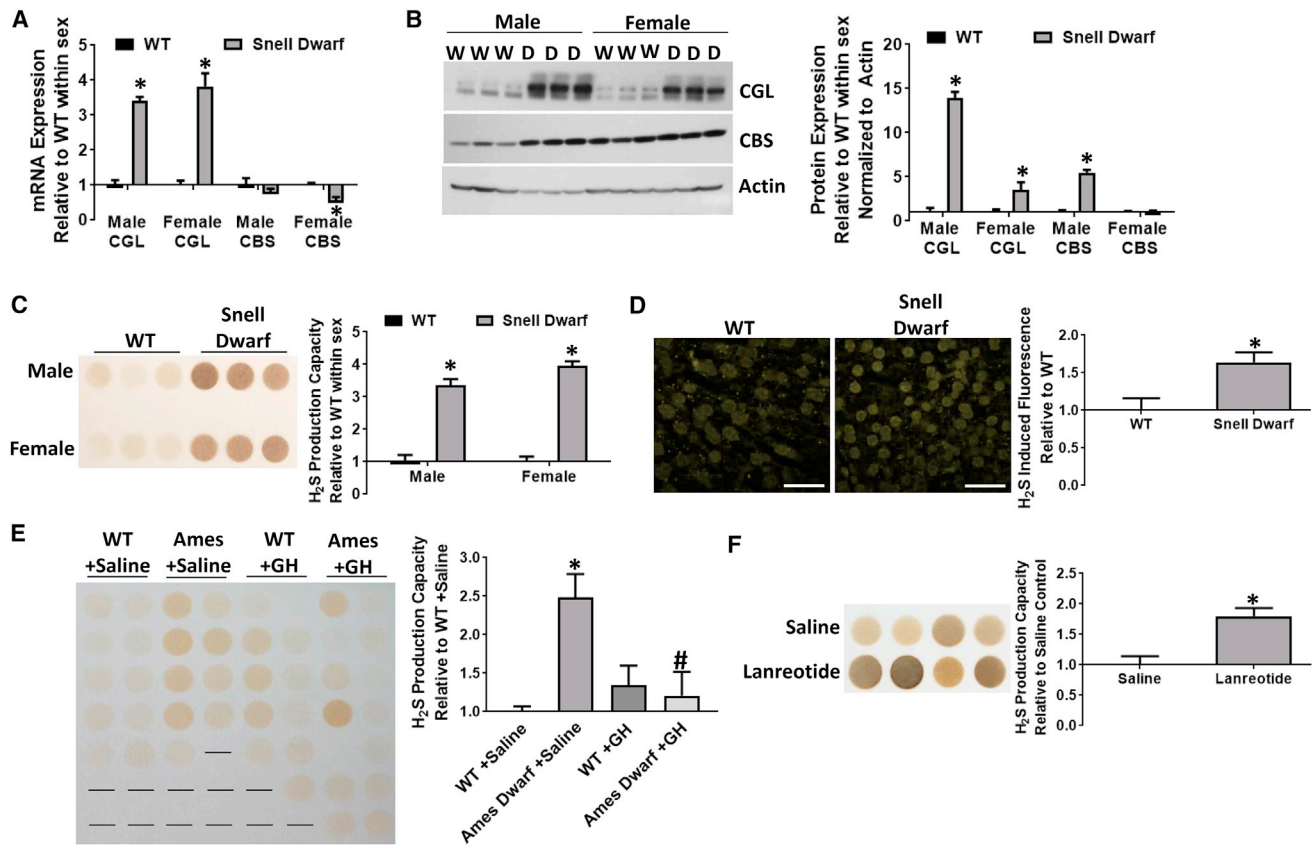 A
WT
Snell Dwarf
mRNA Expression
Relative to WT within sex
5
4
3
2
1
0
*
*
*
Male
CGL
Female
CGL
Male
CBS
Female
CBS
B
Male
Female
W W W D D D W W W D D D
CGL
CBS
Actin
WT
Snell Dwarf
Protein Expression
Relative to WT within sex
Normalized to Actin
20
15
10
5
0
*
*
*
Male
CGL
Female
CGL
Male
CBS
Female
CBS
C
WT
Snell
Dwarf
Male
Female
WT
Snell Dwarf
H2S Production Capacity
Relative to WT within sex
5
4
3
2
1
0
*
*
Male
Female
D
WT
Snell
Dwarf
H2S Induced Fluorescence
Relative to WT
2.0
1.5
1.0
0.5
0.0
*
WT
Snell Dwarf
E
WT
+Saline
Ames
+Saline
WT
+GH
Ames
+GH
H2S Production Capacity
Relative to WT +Saline
3.0
2.5
2.0
1.5
1.0
*
#
WT +Saline
Ames Dwarf +Saline
WT +GH
Ames Dwarf +GH
F
Saline
Lanreotide
H2S Production Capacity
Relative to Saline Control
2.5
2.0
1.5
1.0
0.5
0.0
*
Saline
Lanreotide